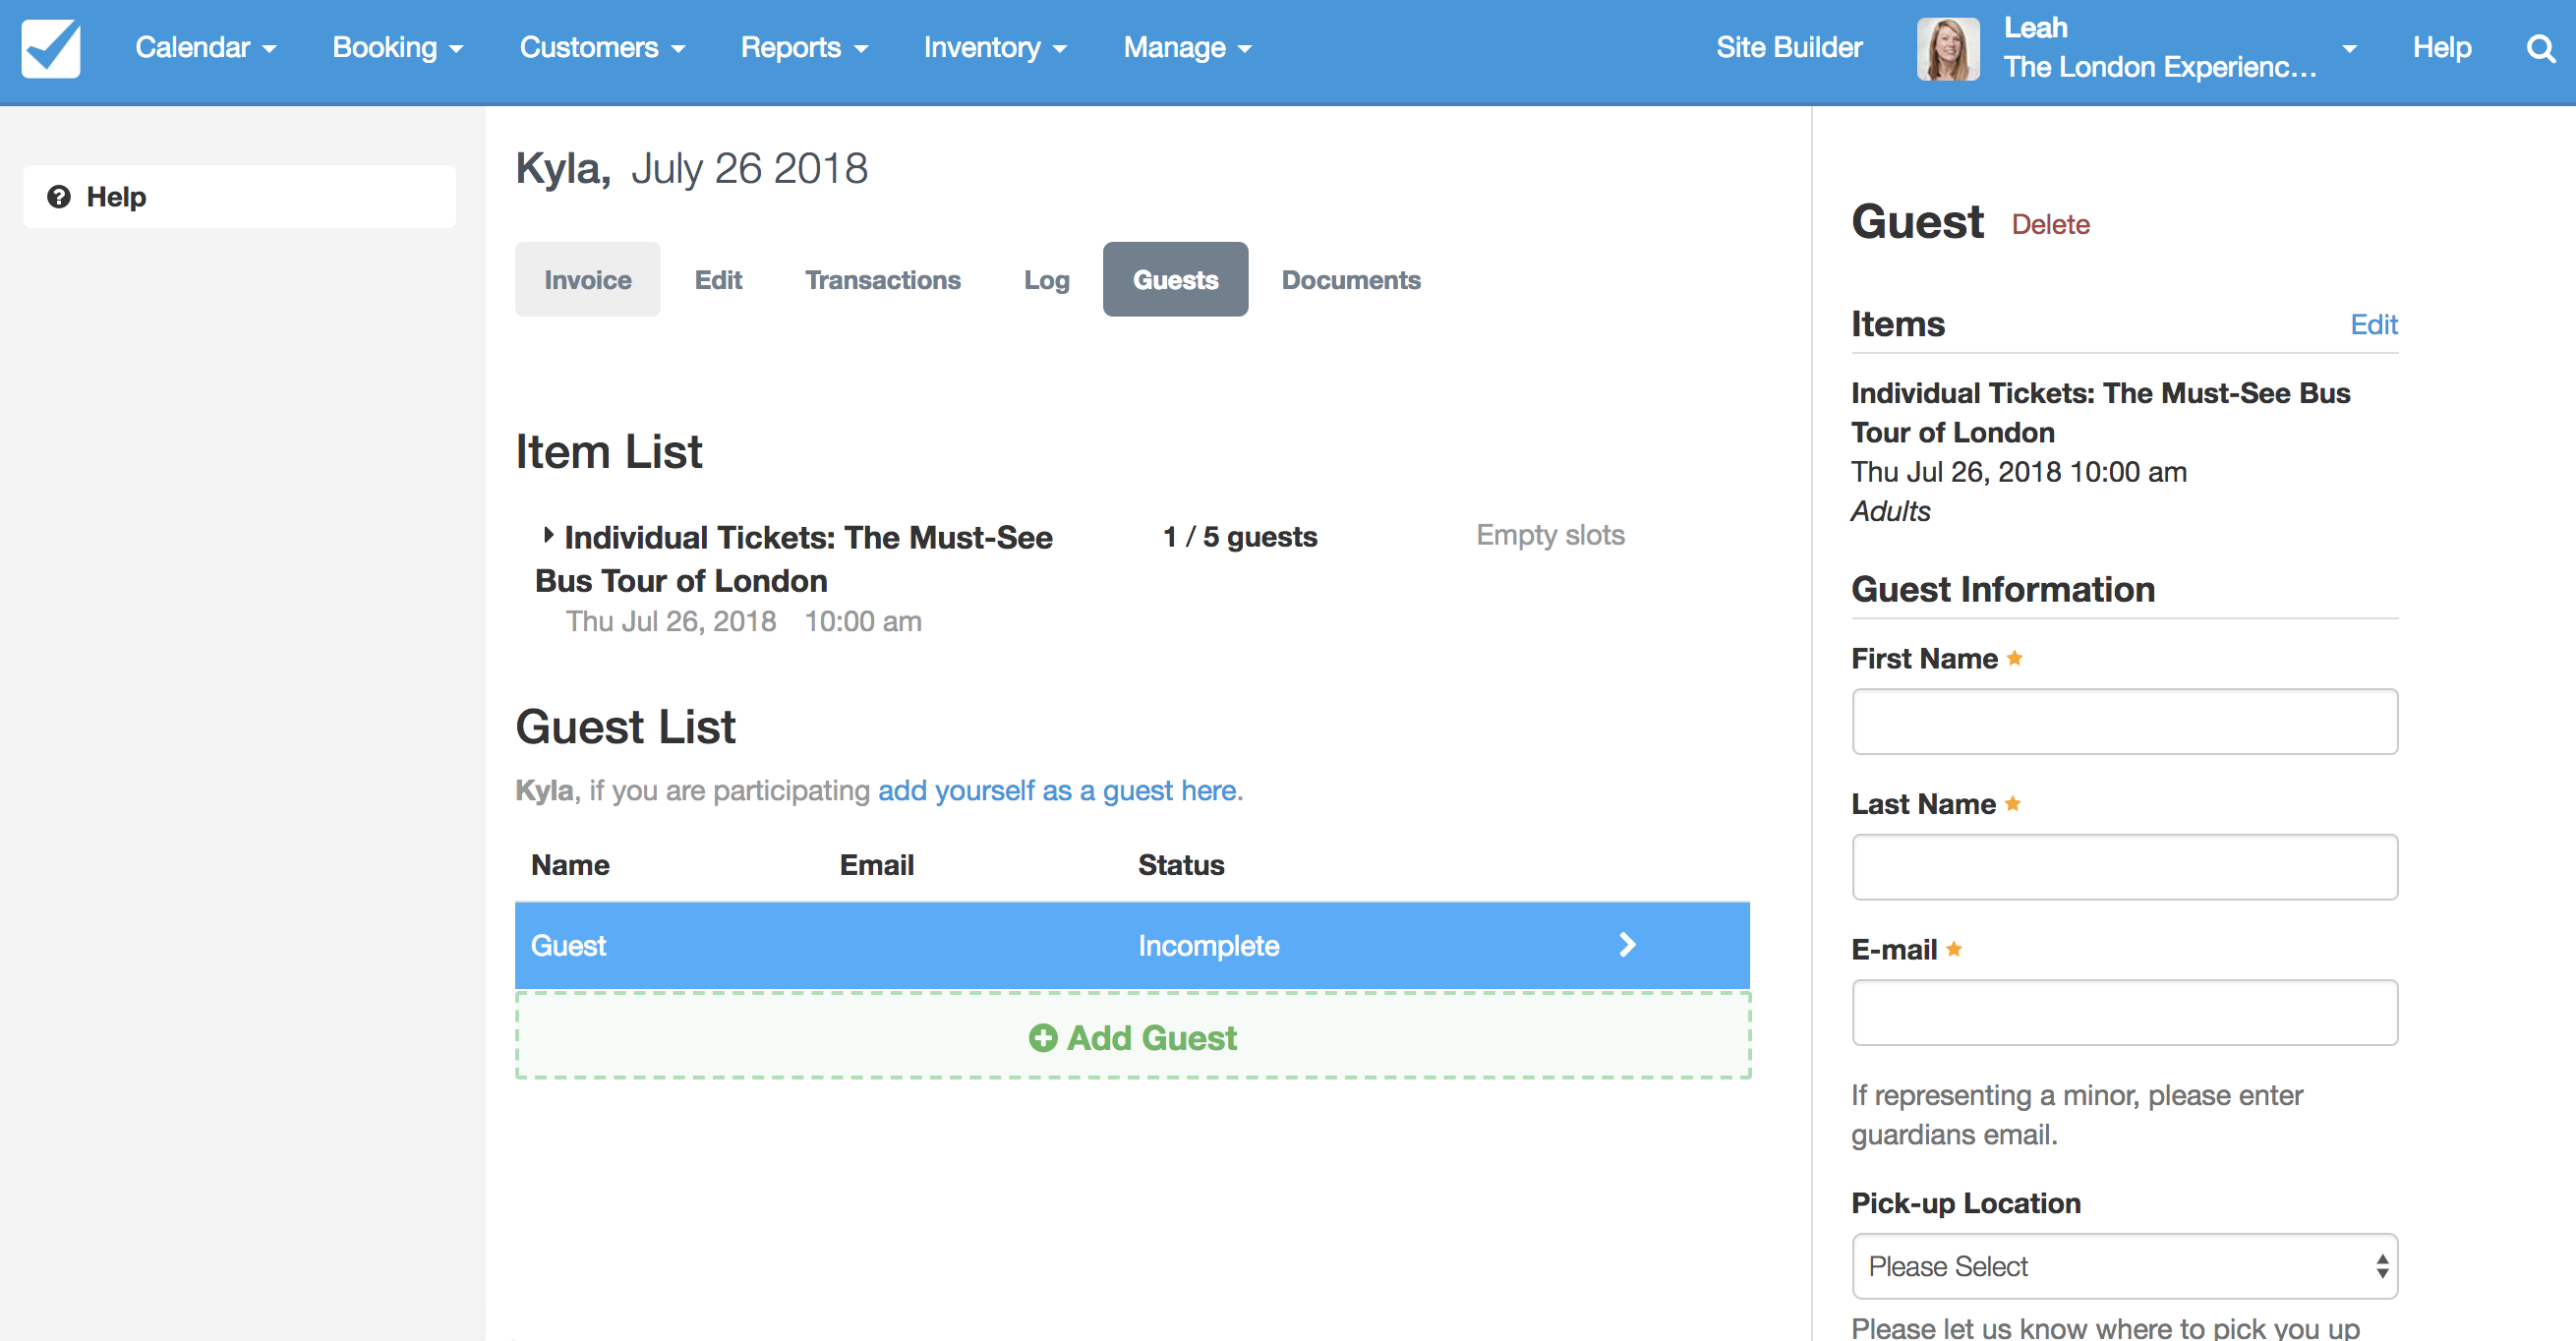 Calendar Booking Customers Reports Inventory Manage Site Builder Leah Help
The London Experienc...
Help
Kyla, July 26 2018
Invoice Edit Transactions Log Guests Documents
Item List
Individual Tickets: The Must-See 1 / 5 guests Empty slots
Bus Tour of London
Thu Jul 26, 2018 10:00 am
Guest List
Kyla, if you are participating add yourself as a guest here.
Name Email Status
Guest Incomplete
Add Guest
Guest Delete
Items Edit
Individual Tickets: The Must-See Bus
Tour of London
Thu Jul 26, 2018 10:00 am
Adults
Guest Information
First Name
Last Name
E-mail
If representing a minor, please enter
guardians email.
Pick-up Location
Please Select
Please let us know where to pick you up